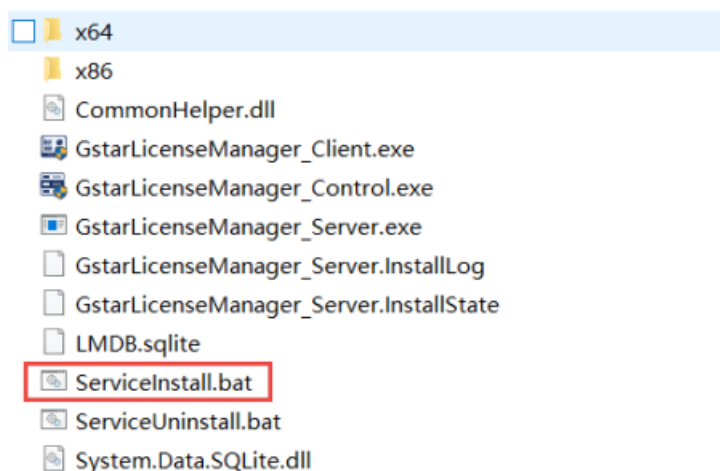 x64
x86
CommonHelper.dll
GstarLicenseManager_Client.exe
GstarLicenseManager_Control.exe
GstarLicenseManager_Server.exe
GstarLicenseManager_Server.InstallLog
GstarLicenseManager_Server.InstallState
LMDB.sqlite
ServiceInstall.bat
ServiceUninstall.bat
System.Data.SQLite.dll